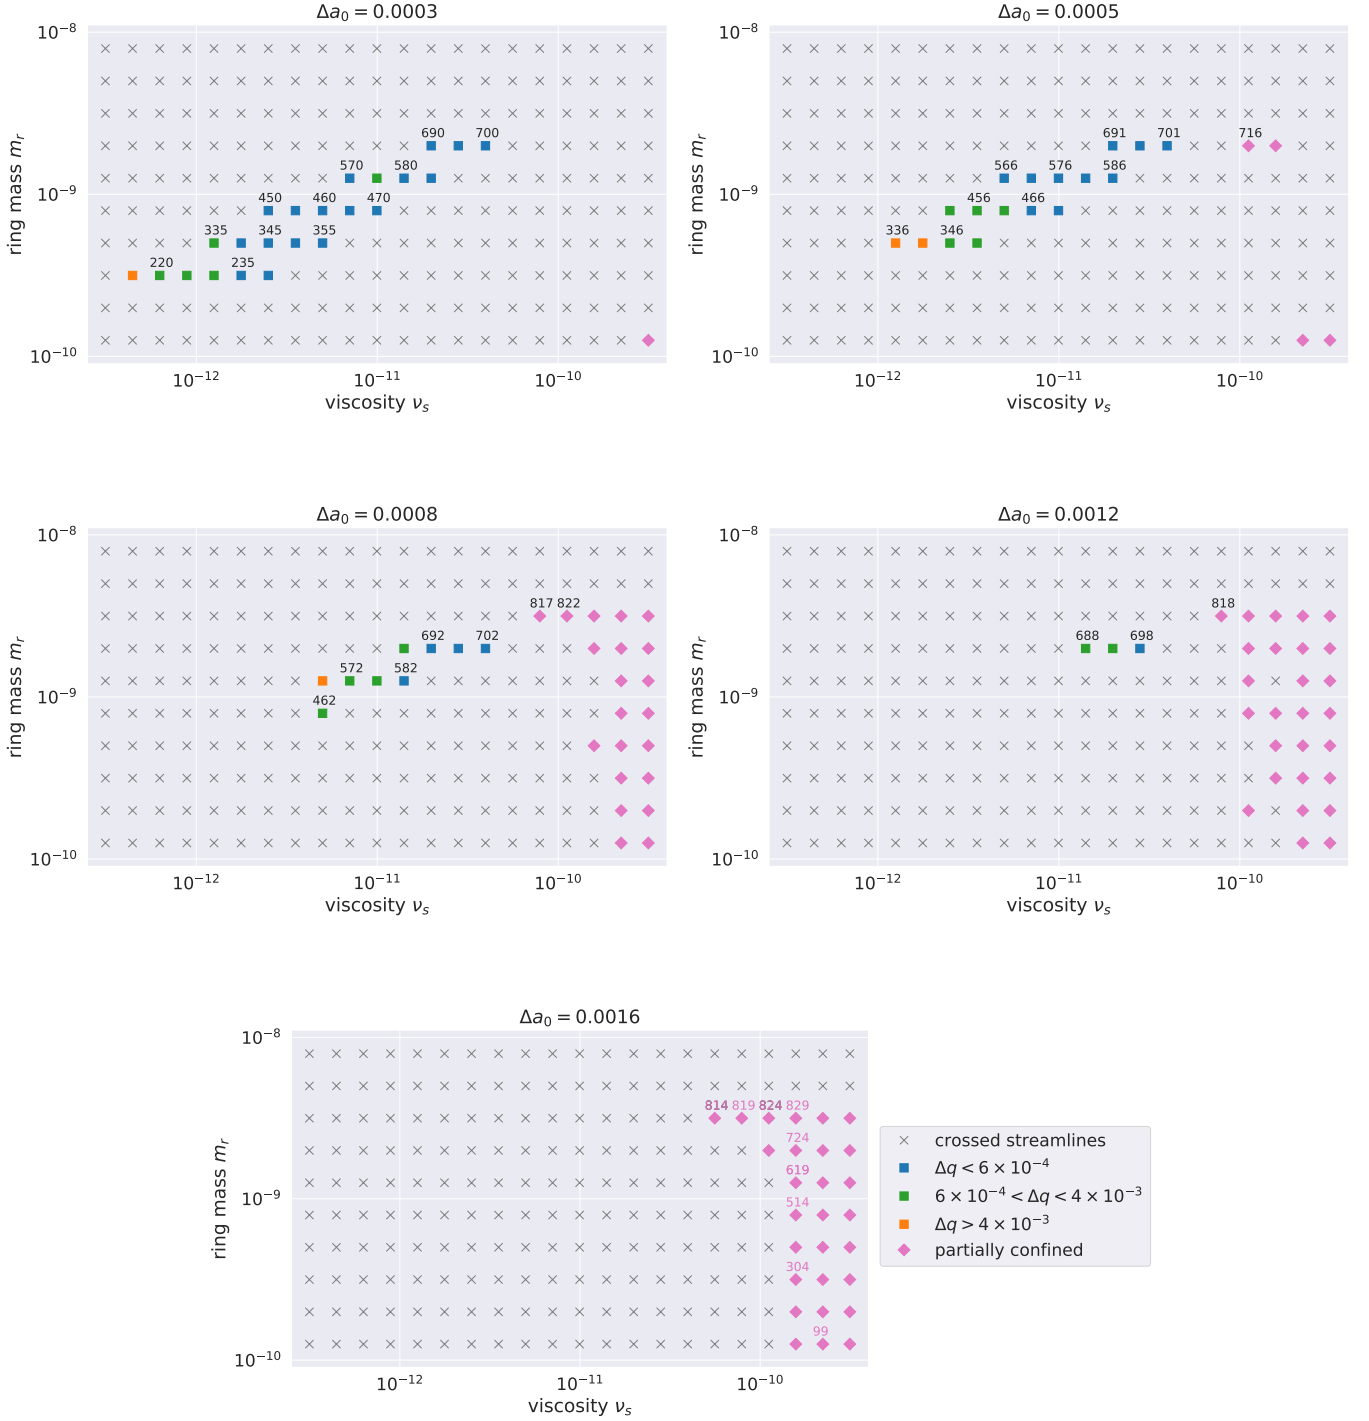 Δa₀ = 0.0003
10⁻⁸
10⁻⁹
10⁻¹⁰
ring mass mᵣ
690 700
570 580
450 460 470
335 345 355
220 235
10⁻¹² 10⁻¹¹ 10⁻¹⁰
viscosity νₛ
Δa₀ = 0.0005
10⁻⁸
10⁻⁹
10⁻¹⁰
ring mass mᵣ
691 701 716
566 576 586
456 466
336 346
10⁻¹² 10⁻¹¹ 10⁻¹⁰
viscosity νₛ
Δa₀ = 0.0008
10⁻⁸
10⁻⁹
10⁻¹⁰
ring mass mᵣ
817 822
692 702
572 582
462
10⁻¹² 10⁻¹¹ 10⁻¹⁰
viscosity νₛ
Δa₀ = 0.0012
10⁻⁸
10⁻⁹
10⁻¹⁰
ring mass mᵣ
818
688 698
10⁻¹² 10⁻¹¹ 10⁻¹⁰
viscosity νₛ
Δa₀ = 0.0016
10⁻⁸
10⁻⁹
10⁻¹⁰
ring mass mᵣ
814 819 824 829
724
619
514
304
99
10⁻¹² 10⁻¹¹ 10⁻¹⁰
viscosity νₛ
crossed streamlines
Δq < 6 × 10⁻⁴
6 × 10⁻⁴ < Δq < 4 × 10⁻³
Δq > 4 × 10⁻³
partially confined